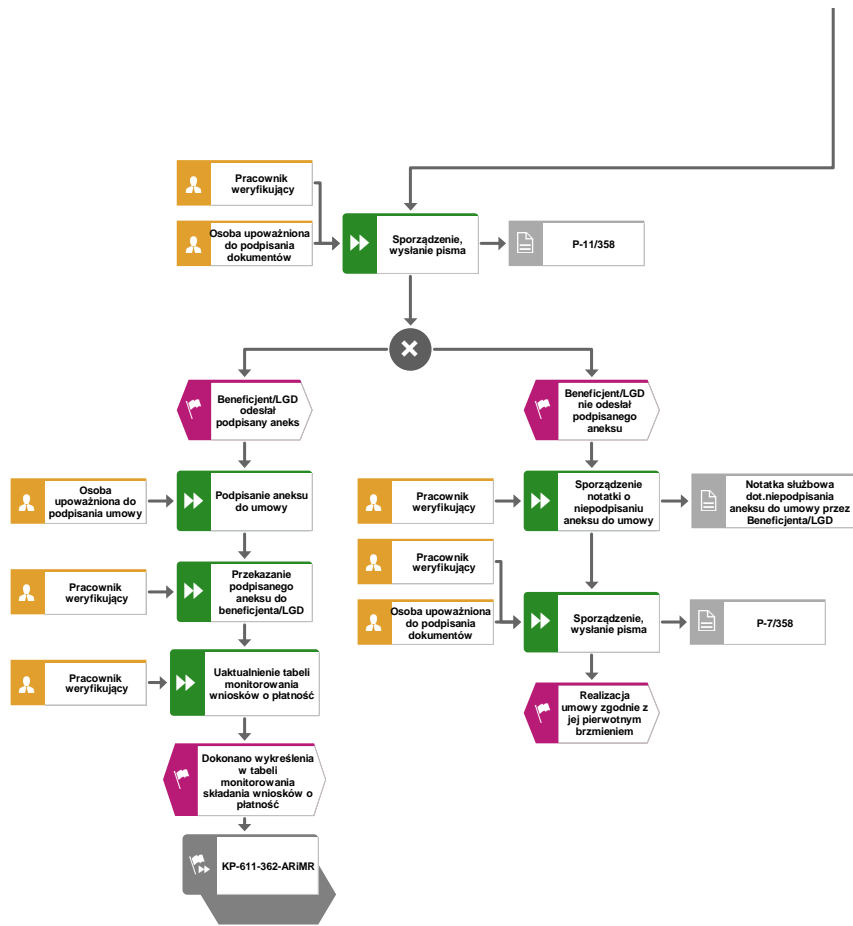 Pracownik
weryfikujący
Osoba upoważniona
do podpisania
dokumentów
Sporządzenie,
wysłanie pisma
P-11/358
Beneficjent/LGD
odesłał
podpisany aneks
Beneficjent/LGD
nie odesłał
podpisanego
aneksu
Osoba
upoważniona do
podpisania umowy
Podpisanie aneksu
do umowy
Pracownik
weryfikujący
Sporządzenie
notatki o
niepodpisaniu
aneksu do umowy
Notatka służbowa
dot.niepodpisania
aneksu do umowy przez
Beneficjenta/LGD
Pracownik
weryfikujący
Przekazanie
podpisanego
aneksu do
beneficjenta/LGD
Pracownik
weryfikujący
Osoba upoważniona
do podpisania
dokumentów
Sporządzenie,
wysłanie pisma
P-7/358
Pracownik
weryfikujący
Uaktualnienie tabeli
monitorowania
wniosków o płatność
Realizacja
umowy zgodnie z
jej pierwotnym
brzmieniem
Dokonano wykreślenia
w tabeli
monitorowania
składania wniosków o
płatność
KP-611-362-ARiMR